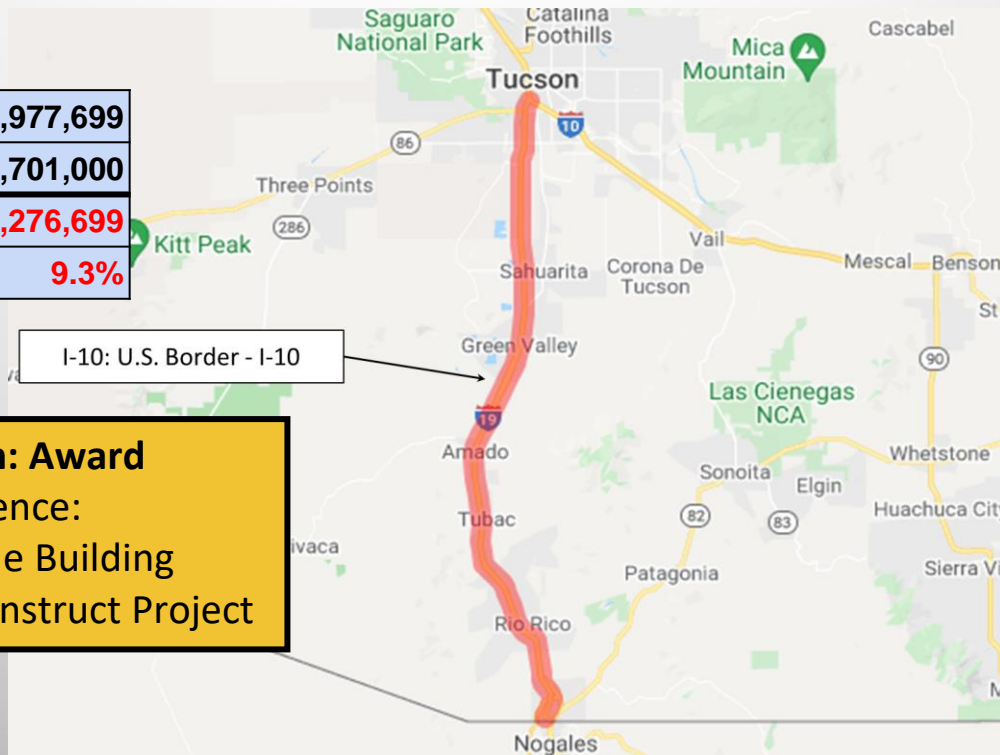 Saguaro
National Park
Catalina
Foothills
Cascabel
Mica
Mountain
Tucson
10
,977,699
,701,000
,276,699
9.3%
86
Three Points
286
Kitt Peak
Vail
Mescal
Benson
St
Sahuarita
Corona De
Tucson
I-10: U.S. Border - I-10
Green Valley
90
19
Las Cienegas
NCA
Amado
Whetstone
Sonoita
Elgin
: Award
ence:
e Building
nstruct Project
Tubac
82
83
Huachuca City
ivaca
Patagonia
Sierra Vi
Rio Rico
M
Nogales